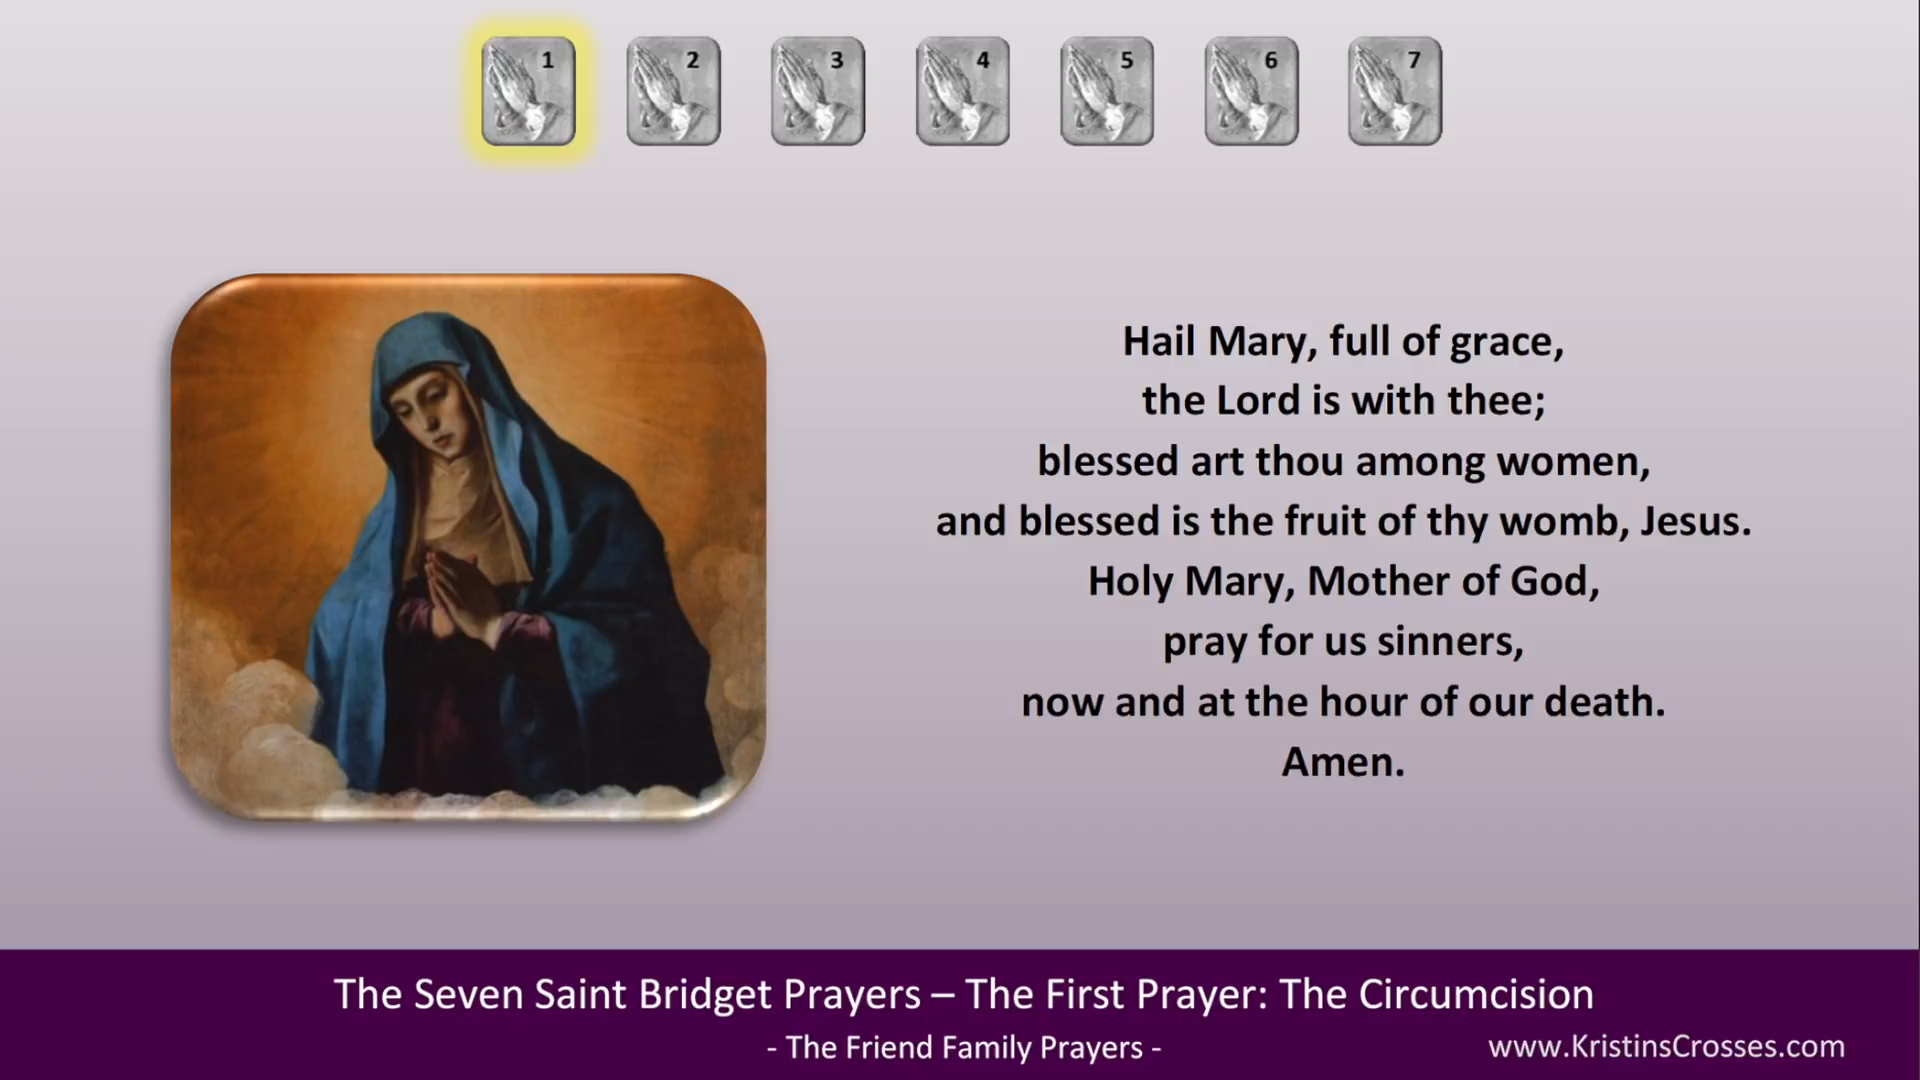 1 2 3 4 5 6 7
Hail Mary, full of grace,
the Lord is with thee;
blessed art thou among women,
and blessed is the fruit of thy womb, Jesus.
Holy Mary, Mother of God,
pray for us sinners,
now and at the hour of our death.
Amen.
The Seven Saint Bridget Prayers – The First Prayer: The Circumcision
- The Friend Family Prayers -
www.KristinsCrosses.com